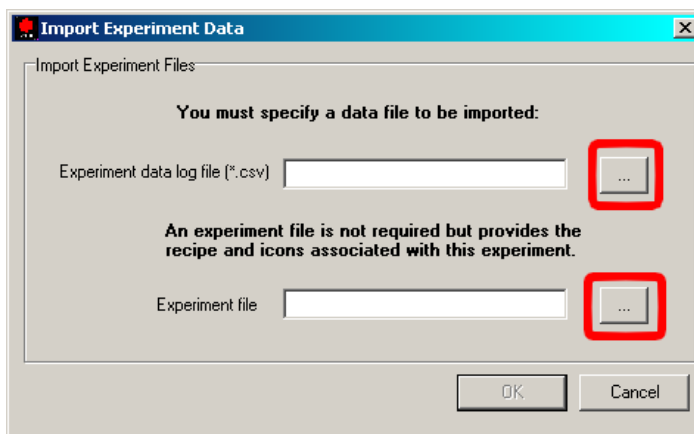 Import Experiment Data
Import Experiment Files
You must specify a data file to be imported:
Experiment data log file (*.csv)
...
An experiment file is not required but provides the
recipe and icons associated with this experiment.
Experiment file
...
OK
Cancel